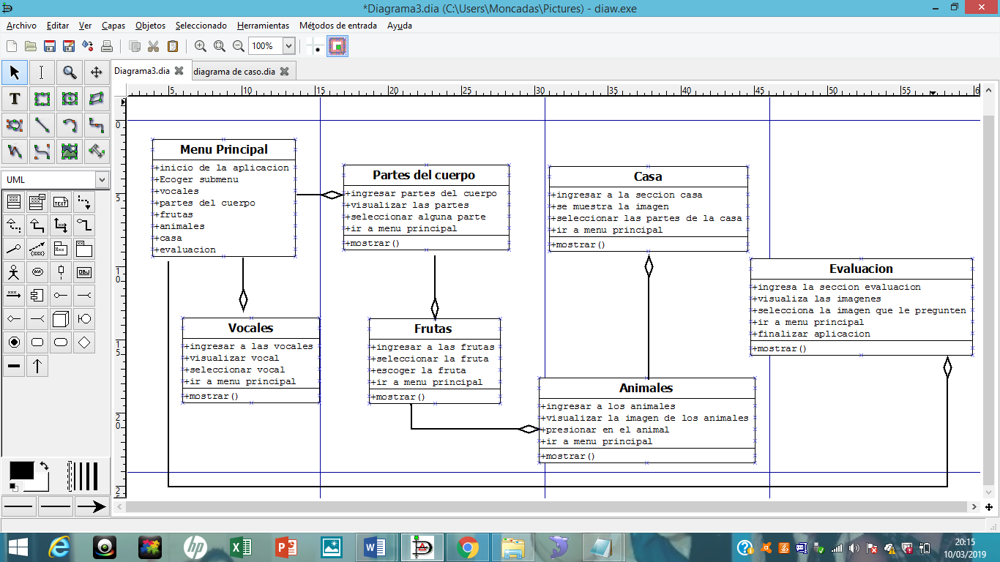 *Diagrama3.dia (C:\Users\Moncadas\Pictures) - diaw.exe
Archivo Editar Ver Capas Objetos Seleccionado Herramientas Métodos de entrada Ayuda
100%
Diagrama3.dia
diagrama de caso.dia
5 10 15 20 25 30 35 40 45 50 55 6
UML
Menu Principal
+inicio de la aplicacion
+Ecoger submenu
+vocales
+partes del cuerpo
+frutas
+animales
+casa
+evaluacion
Partes del cuerpo
+ingresar partes del cuerpo
+visualizar las partes
+seleccionar alguna parte
+ir a menu principal
+mostrar()
Casa
+ingresar a la seccion casa
+se muestra la imagen
+seleccionar las partes de la casa
+ir a menu principal
+mostrar()
Evaluacion
+ingresa la seccion evaluacion
+visualiza las imagenes
+selecciona la imagen que le pregunten
+ir a menu principal
+finalizar aplicacion
+mostrar()
Vocales
+ingresar a las vocales
+visualizar vocal
+seleccionar vocal
+ir a menu principal
+mostrar()
Frutas
+ingresar a las frutas
+seleccionar la fruta
+escoger la fruta
+ir a menu principal
+mostrar()
Animales
+ingresar a los animales
+visualizar la imagen de los animales
+presionar en el animal
+ir a menu principal
+mostrar()
20:15
10/03/2019